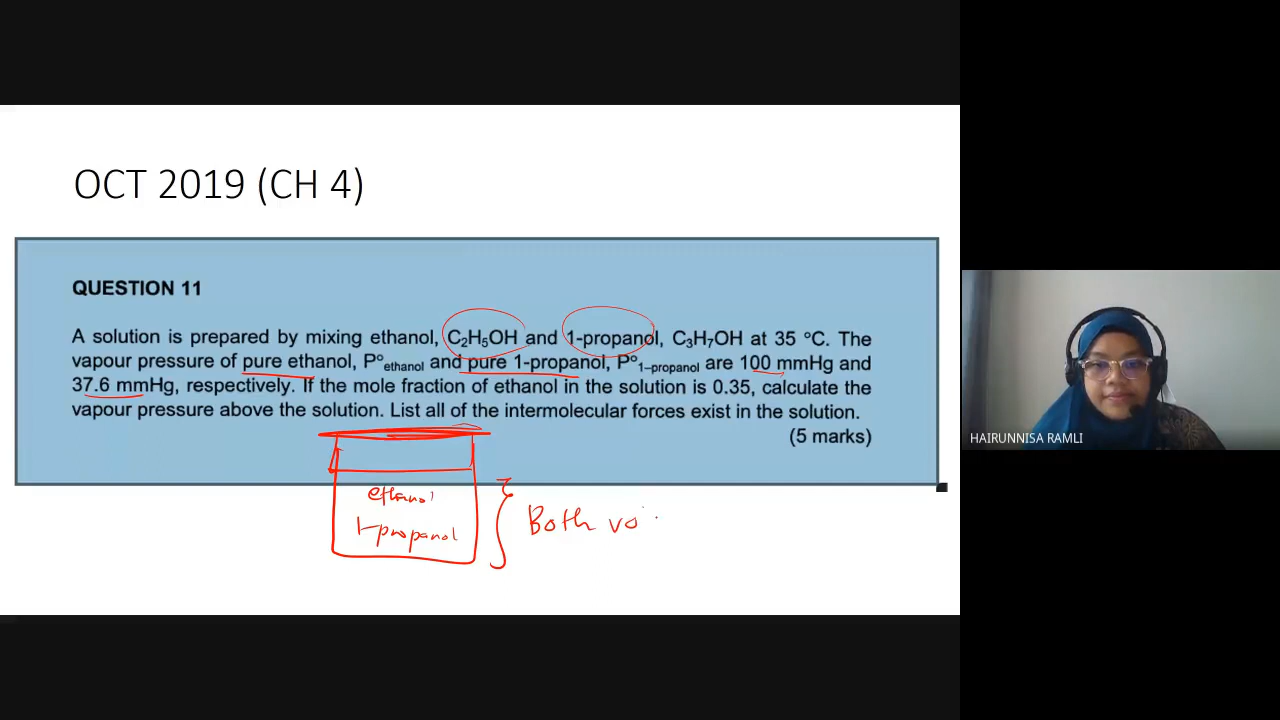 OCT 2019 (CH 4)
QUESTION 11
A solution is prepared by mixing ethanol, C₂H₅OH and 1-propanol, C₃H₇OH at 35 °C. The
vapour pressure of pure ethanol, P°ethanol and pure 1-propanol, P°1–propanol are 100 mmHg and
37.6 mmHg, respectively. If the mole fraction of ethanol in the solution is 0.35, calculate the
vapour pressure above the solution. List all of the intermolecular forces exist in the solution.
(5 marks)
ethanol
1-propanol
Both vo
HAIRUNNISA RAMLI